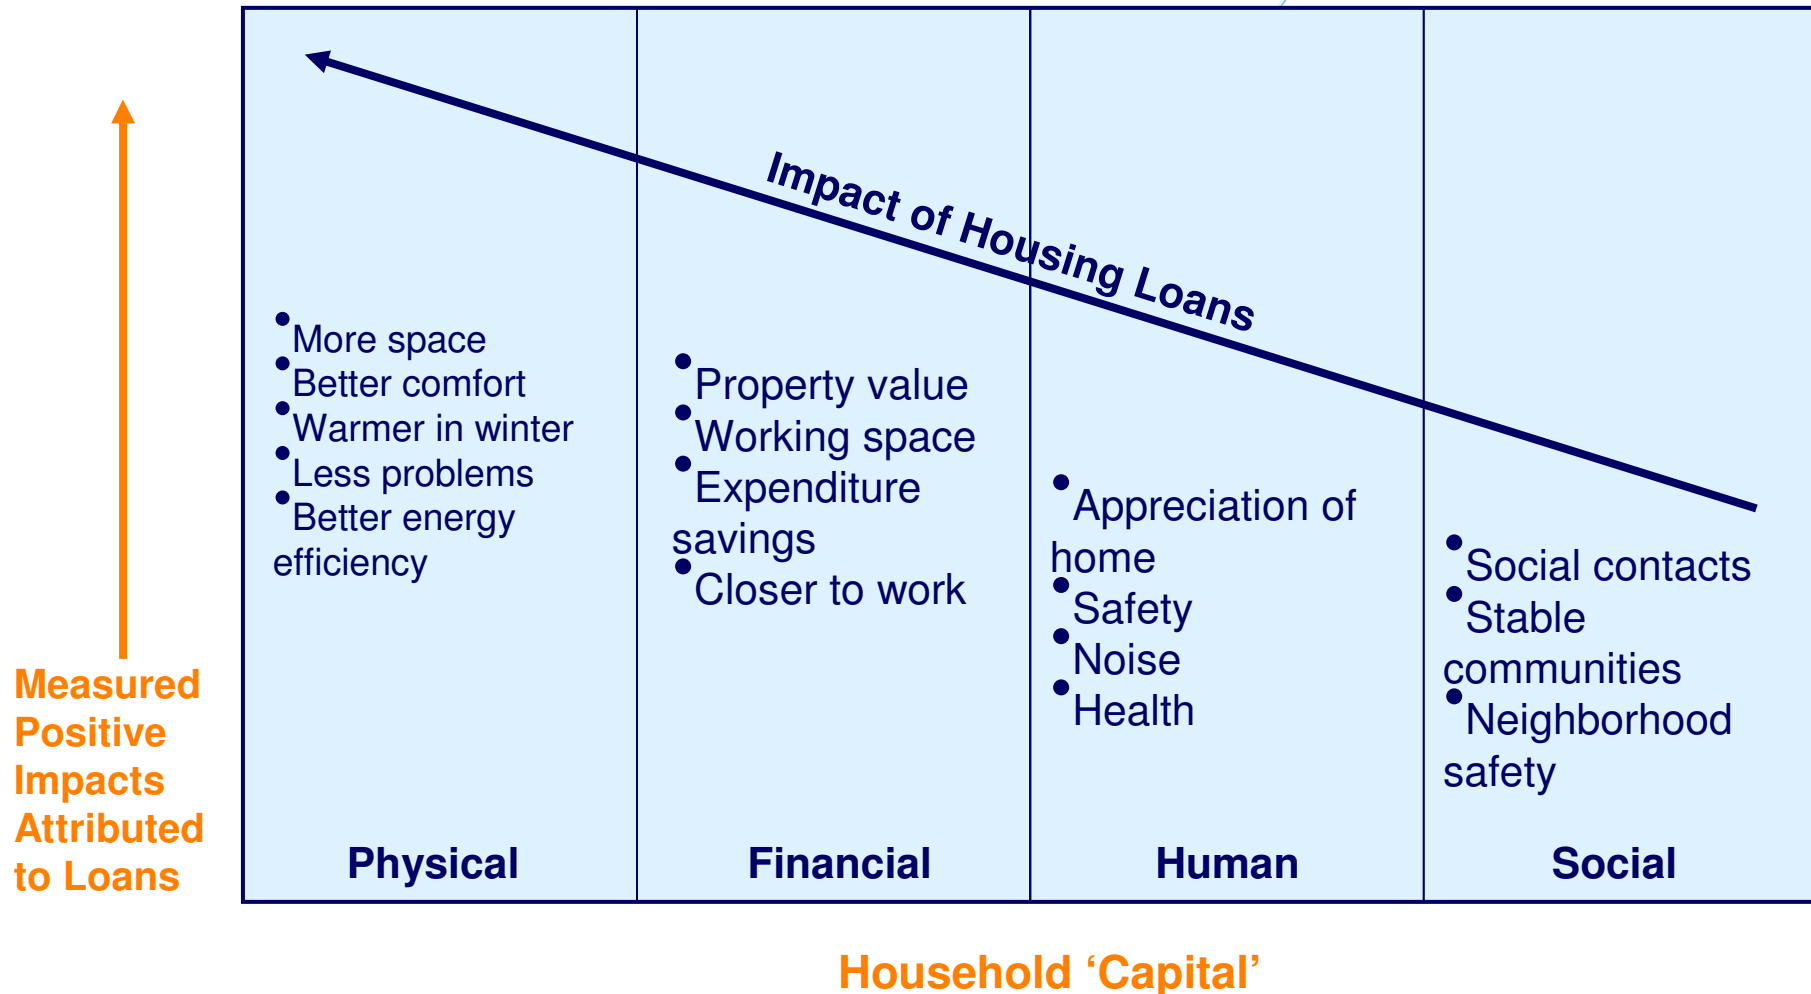 Impact of Housing Loans
•More space
•Better comfort
•Warmer in winter
•Less problems
•Better energy
efficiency
Physical
•Property value
•Working space
•Expenditure
savings
•Closer to work
Financial
•Appreciation of
home
•Safety
•Noise
•Health
Human
•Social contacts
•Stable
communities
•Neighborhood
safety
Social
Measured
Positive
Impacts
Attributed
to Loans
Household ‘Capital’